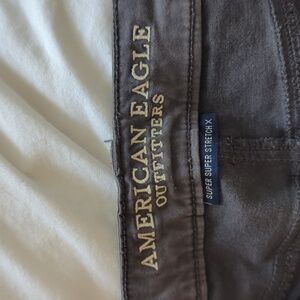 AMERICAN EAGLE
OUTFITTERS
SUPER SUPER STRETCH X